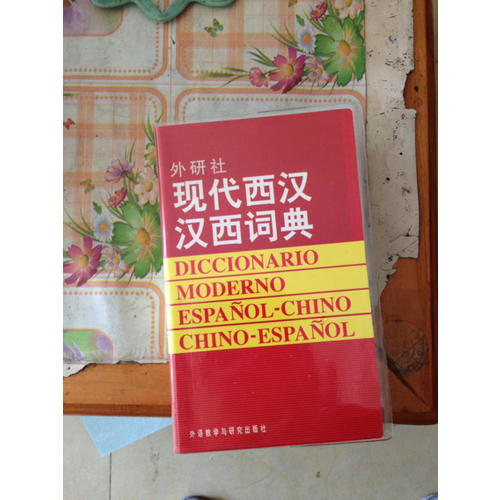 外研社
现代西汉
汉西词典
DICCIONARIO
MODERNO
ESPAÑOL-CHINO
CHINO-ESPAÑOL
外语教学与研究出版社